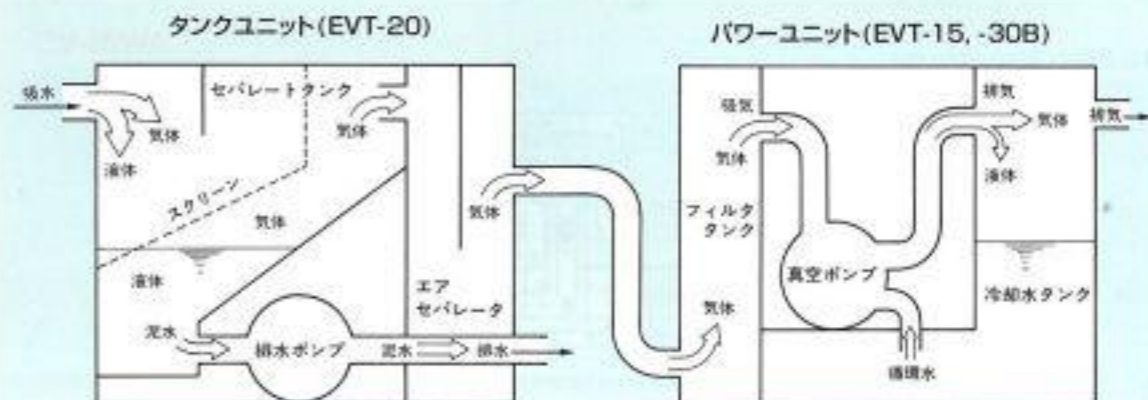 タンクユニット(EVT-20)
吸水
気体
液体
セパレートタンク
気体
スクリーン
気体
液体
泥水
排水ポンプ
泥水
排水
エア
セパレータ
気体
パワーユニット(EVT-15, -30B)
吸気
気体
フィルタ
タンク
気体
真空ポンプ
循環水
排気
気体
排気
液体
冷却水タンク